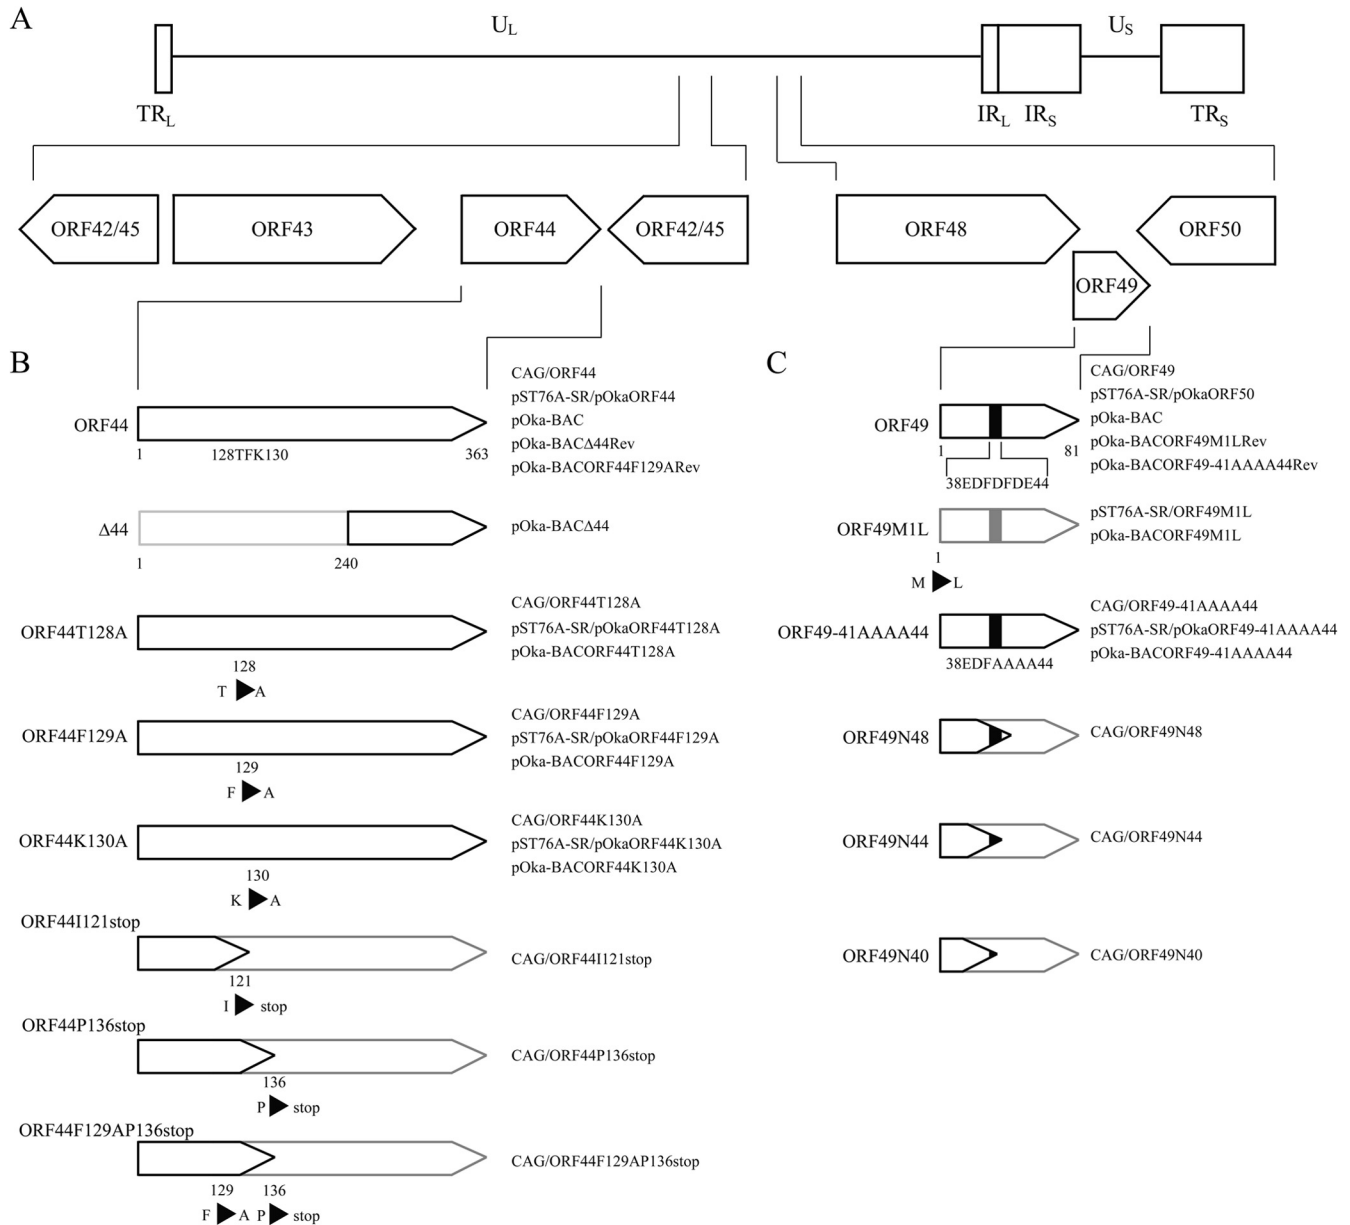 A
U_L
U_S
TR_L
IR_L IR_S
TR_S
ORF42/45
ORF43
ORF44
ORF42/45
ORF48
ORF50
ORF49
B
CAG/ORF44
pST76A-SR/pOkaORF44
ORF44
pOka-BAC
pOka-BACΔ44Rev
1 128TFK130 363
pOka-BACORF44F129ARev
Δ44
pOka-BACΔ44
1 240
CAG/ORF44T128A
ORF44T128A
pST76A-SR/pOkaORF44T128A
pOka-BACORF44T128A
128
T A
CAG/ORF44F129A
ORF44F129A
pST76A-SR/pOkaORF44F129A
pOka-BACORF44F129A
129
F A
CAG/ORF44K130A
ORF44K130A
pST76A-SR/pOkaORF44K130A
pOka-BACORF44K130A
130
K A
ORF44I121stop
CAG/ORF44I121stop
121
I stop
ORF44P136stop
CAG/ORF44P136stop
136
P stop
ORF44F129AP136stop
CAG/ORF44F129AP136stop
129 136
F A P stop
C
CAG/ORF49
pST76A-SR/pOkaORF50
ORF49
pOka-BAC
pOka-BACORF49M1LRev
1 81
pOka-BACORF49-41AAAA44Rev
38EDFDFDE44
pST76A-SR/ORF49M1L
ORF49M1L
pOka-BACORF49M1L
1
M L
CAG/ORF49-41AAAA44
ORF49-41AAAA44
pST76A-SR/pOkaORF49-41AAAA44
pOka-BACORF49-41AAAA44
38EDFAAAA44
ORF49N48
CAG/ORF49N48
ORF49N44
CAG/ORF49N44
ORF49N40
CAG/ORF49N40